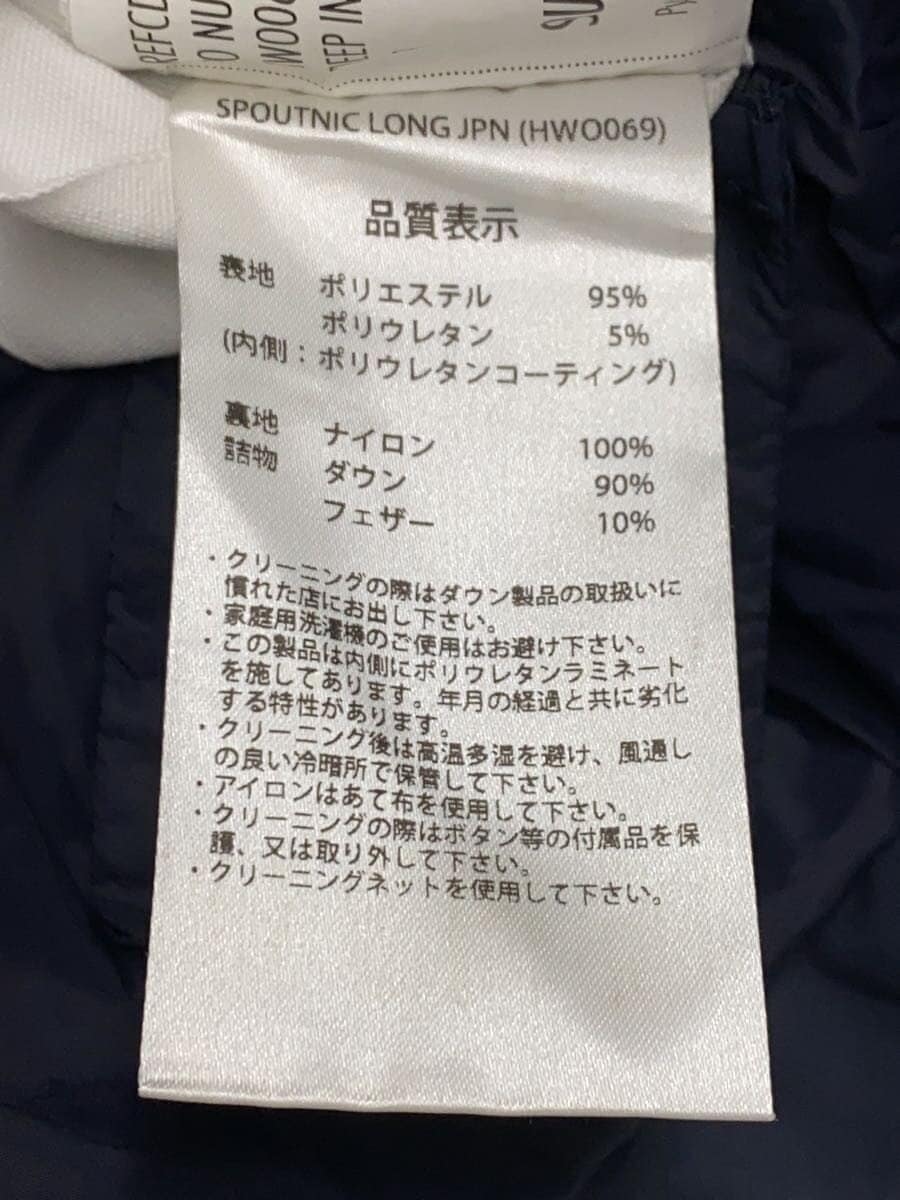 SPOUTNIC LONG JPN (HWO069)
品質表示
表地 ポリエステル 95%
ポリウレタン 5%
(内側：ポリウレタンコーティング)
裏地 ナイロン 100%
詰物 ダウン 90%
フェザー 10%
・クリーニングの際はダウン製品の取扱いに
慣れた店にお出し下さい。
・家庭用洗濯機のご使用はお避け下さい。
・この製品は内側にポリウレタンラミネート
を施してあります。年月の経過と共に劣化
する特性があります。
・クリーニング後は高温多湿を避け、風通し
の良い冷暗所で保管して下さい。
・アイロンはあて布を使用して下さい。
・クリーニングの際はボタン等の付属品を保
護、又は取り外して下さい。
・クリーニングネットを使用して下さい。